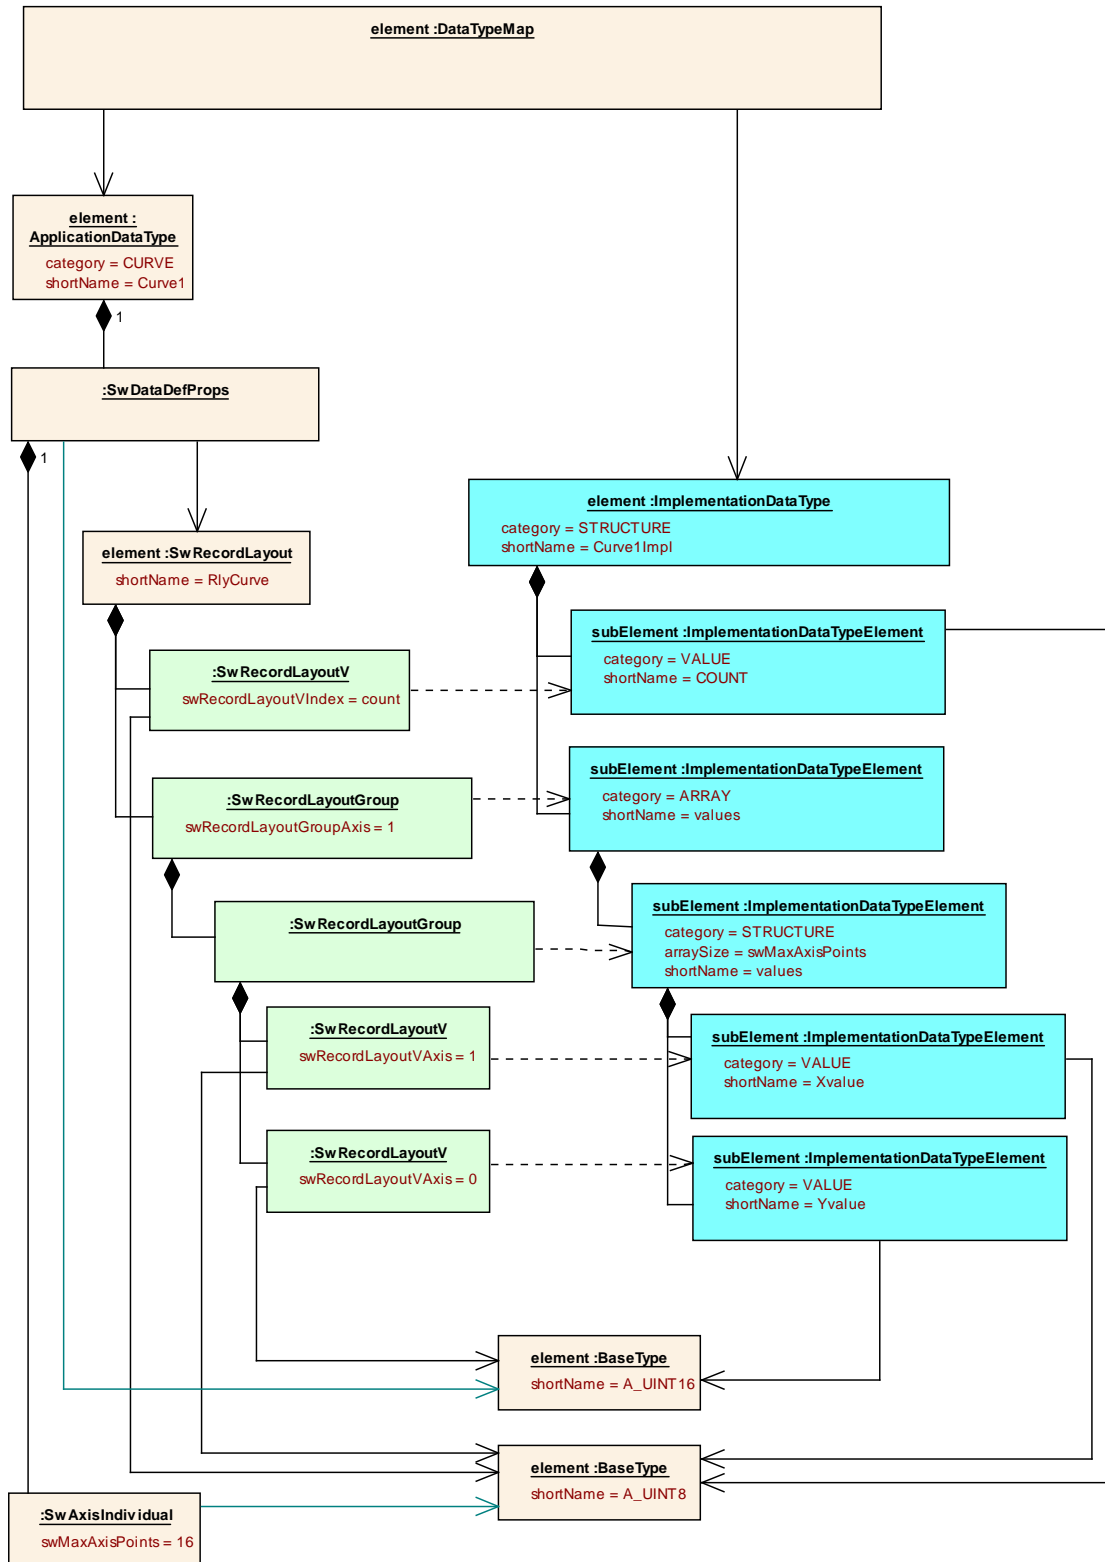 element :DataTypeMap
element :
ApplicationDataType
category = CURVE
shortName = Curve1
1
:SwDataDefProps
1
element :ImplementationDataType
category = STRUCTURE
shortName = Curve1Impl
element :SwRecordLayout
shortName = RlyCurve
subElement :ImplementationDataTypeElement
category = VALUE
shortName = COUNT
:SwRecordLayoutV
swRecordLayoutVIndex = count
subElement :ImplementationDataTypeElement
category = ARRAY
shortName = values
:SwRecordLayoutGroup
swRecordLayoutGroupAxis = 1
subElement :ImplementationDataTypeElement
category = STRUCTURE
arraySize = swMaxAxisPoints
shortName = values
:SwRecordLayoutGroup
:SwRecordLayoutV
swRecordLayoutVAxis = 1
subElement :ImplementationDataTypeElement
category = VALUE
shortName = Xvalue
:SwRecordLayoutV
swRecordLayoutVAxis = 0
subElement :ImplementationDataTypeElement
category = VALUE
shortName = Yvalue
element :BaseType
shortName = A_UINT16
element :BaseType
shortName = A_UINT8
:SwAxisIndividual
swMaxAxisPoints = 16